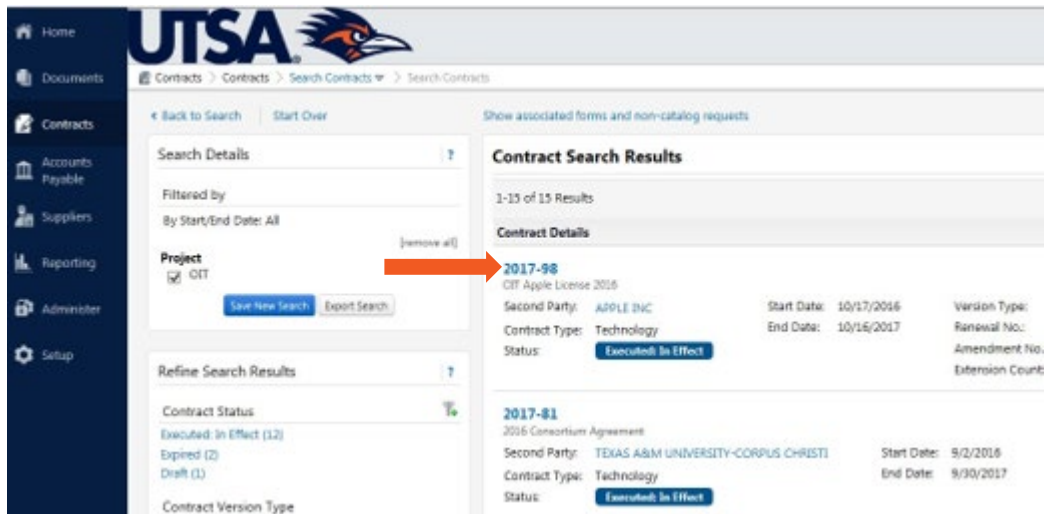 Home
Documents
Contracts
Accounts
Payable
Suppliers
Reporting
Administer
Setup
UTSA
Contracts > Contracts > Search Contracts > Search Contracts
Back to Search Start Over
Search Details ?
Filtered by
By Start/End Date: All
[remove all]
Project
OIT
Save New Search Export Search
Refine Search Results ?
Contract Status
Executed: In Effect (12)
Expired (2)
Draft (1)
Contract Version Type
Show associated forms and non-catalog requests
Contract Search Results
1-15 of 15 Results
Contract Details
2017-98
OIT Apple License 2016
Second Party: APPLE INC Start Date: 10/17/2016 Version Type:
Contract Type: Technology End Date: 10/16/2017 Renewal No.:
Status: Executed: In Effect Amendment No.
Extension Count:
2017-81
2016 Consortium Agreement
Second Party: TEXAS A&M UNIVERSITY-CORPUS CHRISTI Start Date: 9/2/2016
Contract Type: Technology End Date: 9/30/2017
Status: Executed: In Effect